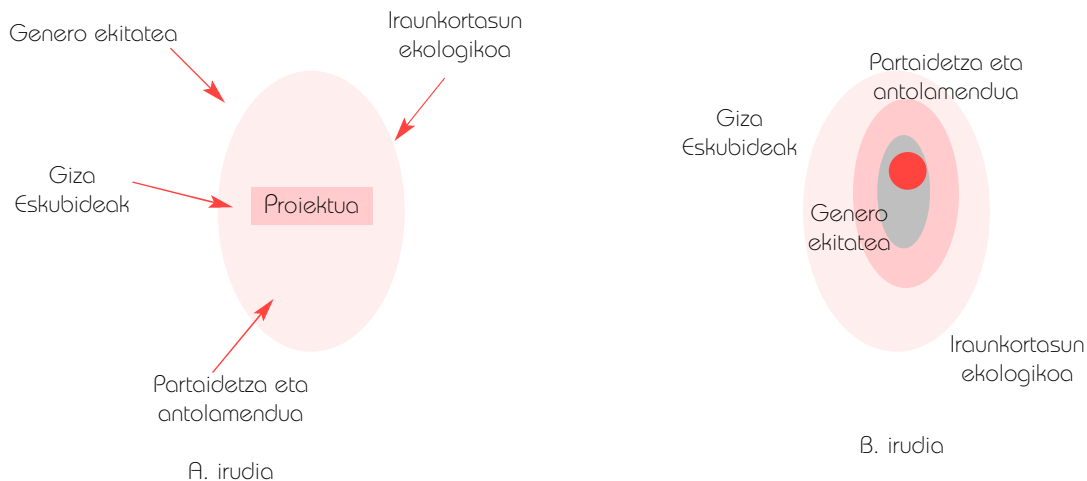 Genero ekitatea
Iraunkortasun
ekologikoa
Giza
Eskubideak
Proiektua
Partaidetza eta
antolamendua
A. irudia
Partaidetza eta
antolamendua
Giza
Eskubideak
Genero
ekitatea
Iraunkortasun
ekologikoa
B. irudia